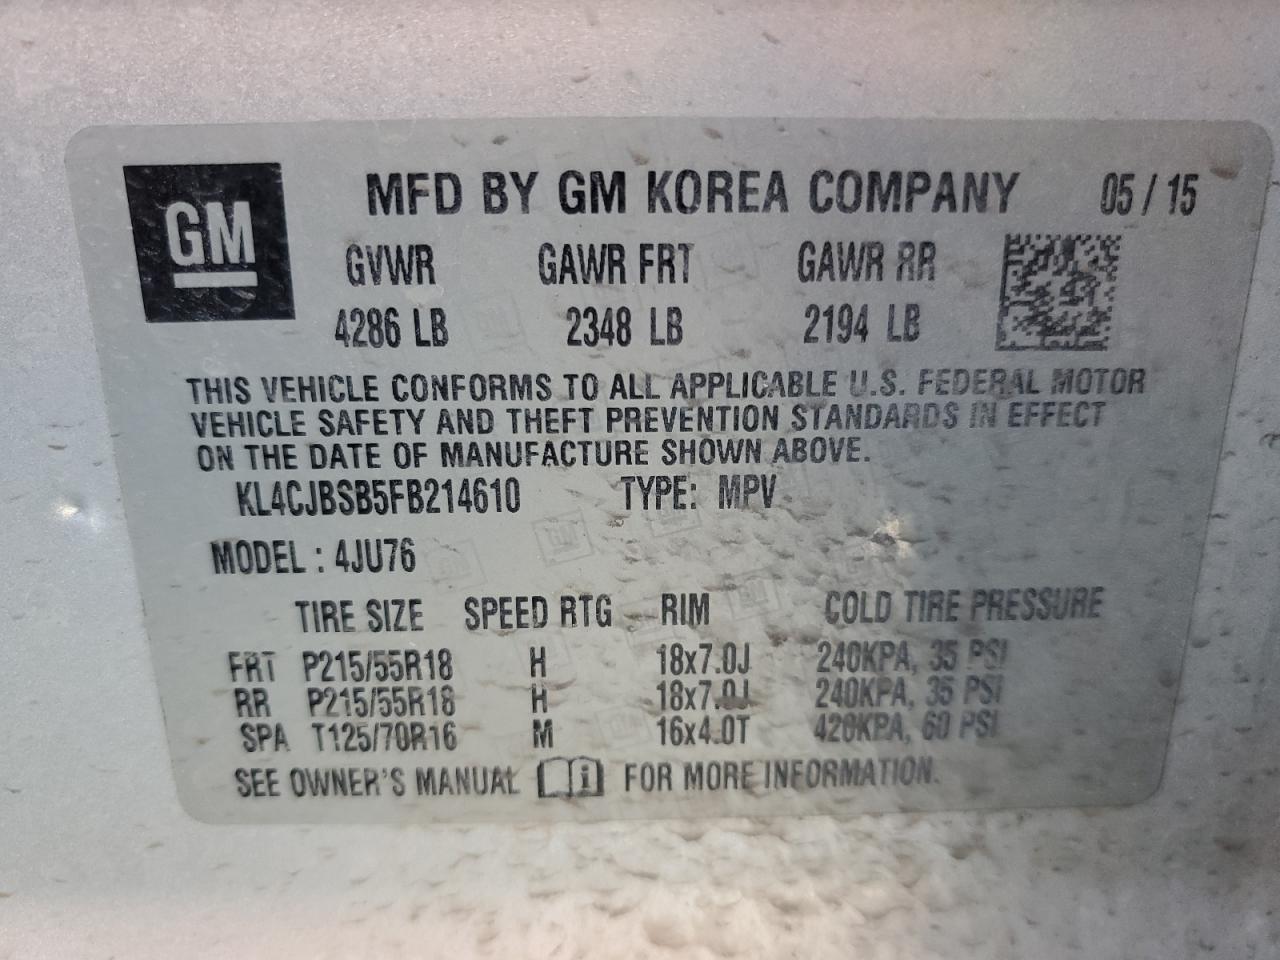 GM
MFD BY GM KOREA COMPANY 05 / 15
GVWR GAWR FRT GAWR RR
4286 LB 2348 LB 2194 LB
THIS VEHICLE CONFORMS TO ALL APPLICABLE U.S. FEDERAL MOTOR
VEHICLE SAFETY AND THEFT PREVENTION STANDARDS IN EFFECT
ON THE DATE OF MANUFACTURE SHOWN ABOVE.
KL4CJBSB5FB214610 TYPE: MPV
MODEL : 4JU76
TIRE SIZE SPEED RTG RIM COLD TIRE PRESSURE
FRT P215/55R18 H 18x7.0J 240KPA, 35 PSI
RR P215/55R18 H 18x7.0J 240KPA, 35 PSI
SPA T125/70R16 M 16x4.0T 420KPA, 60 PSI
SEE OWNER'S MANUAL FOR MORE INFORMATION.